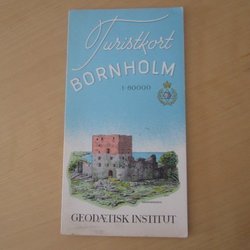 Turistkort
BORNHOLM
1:80000
GEODÆTISK INSTITUT